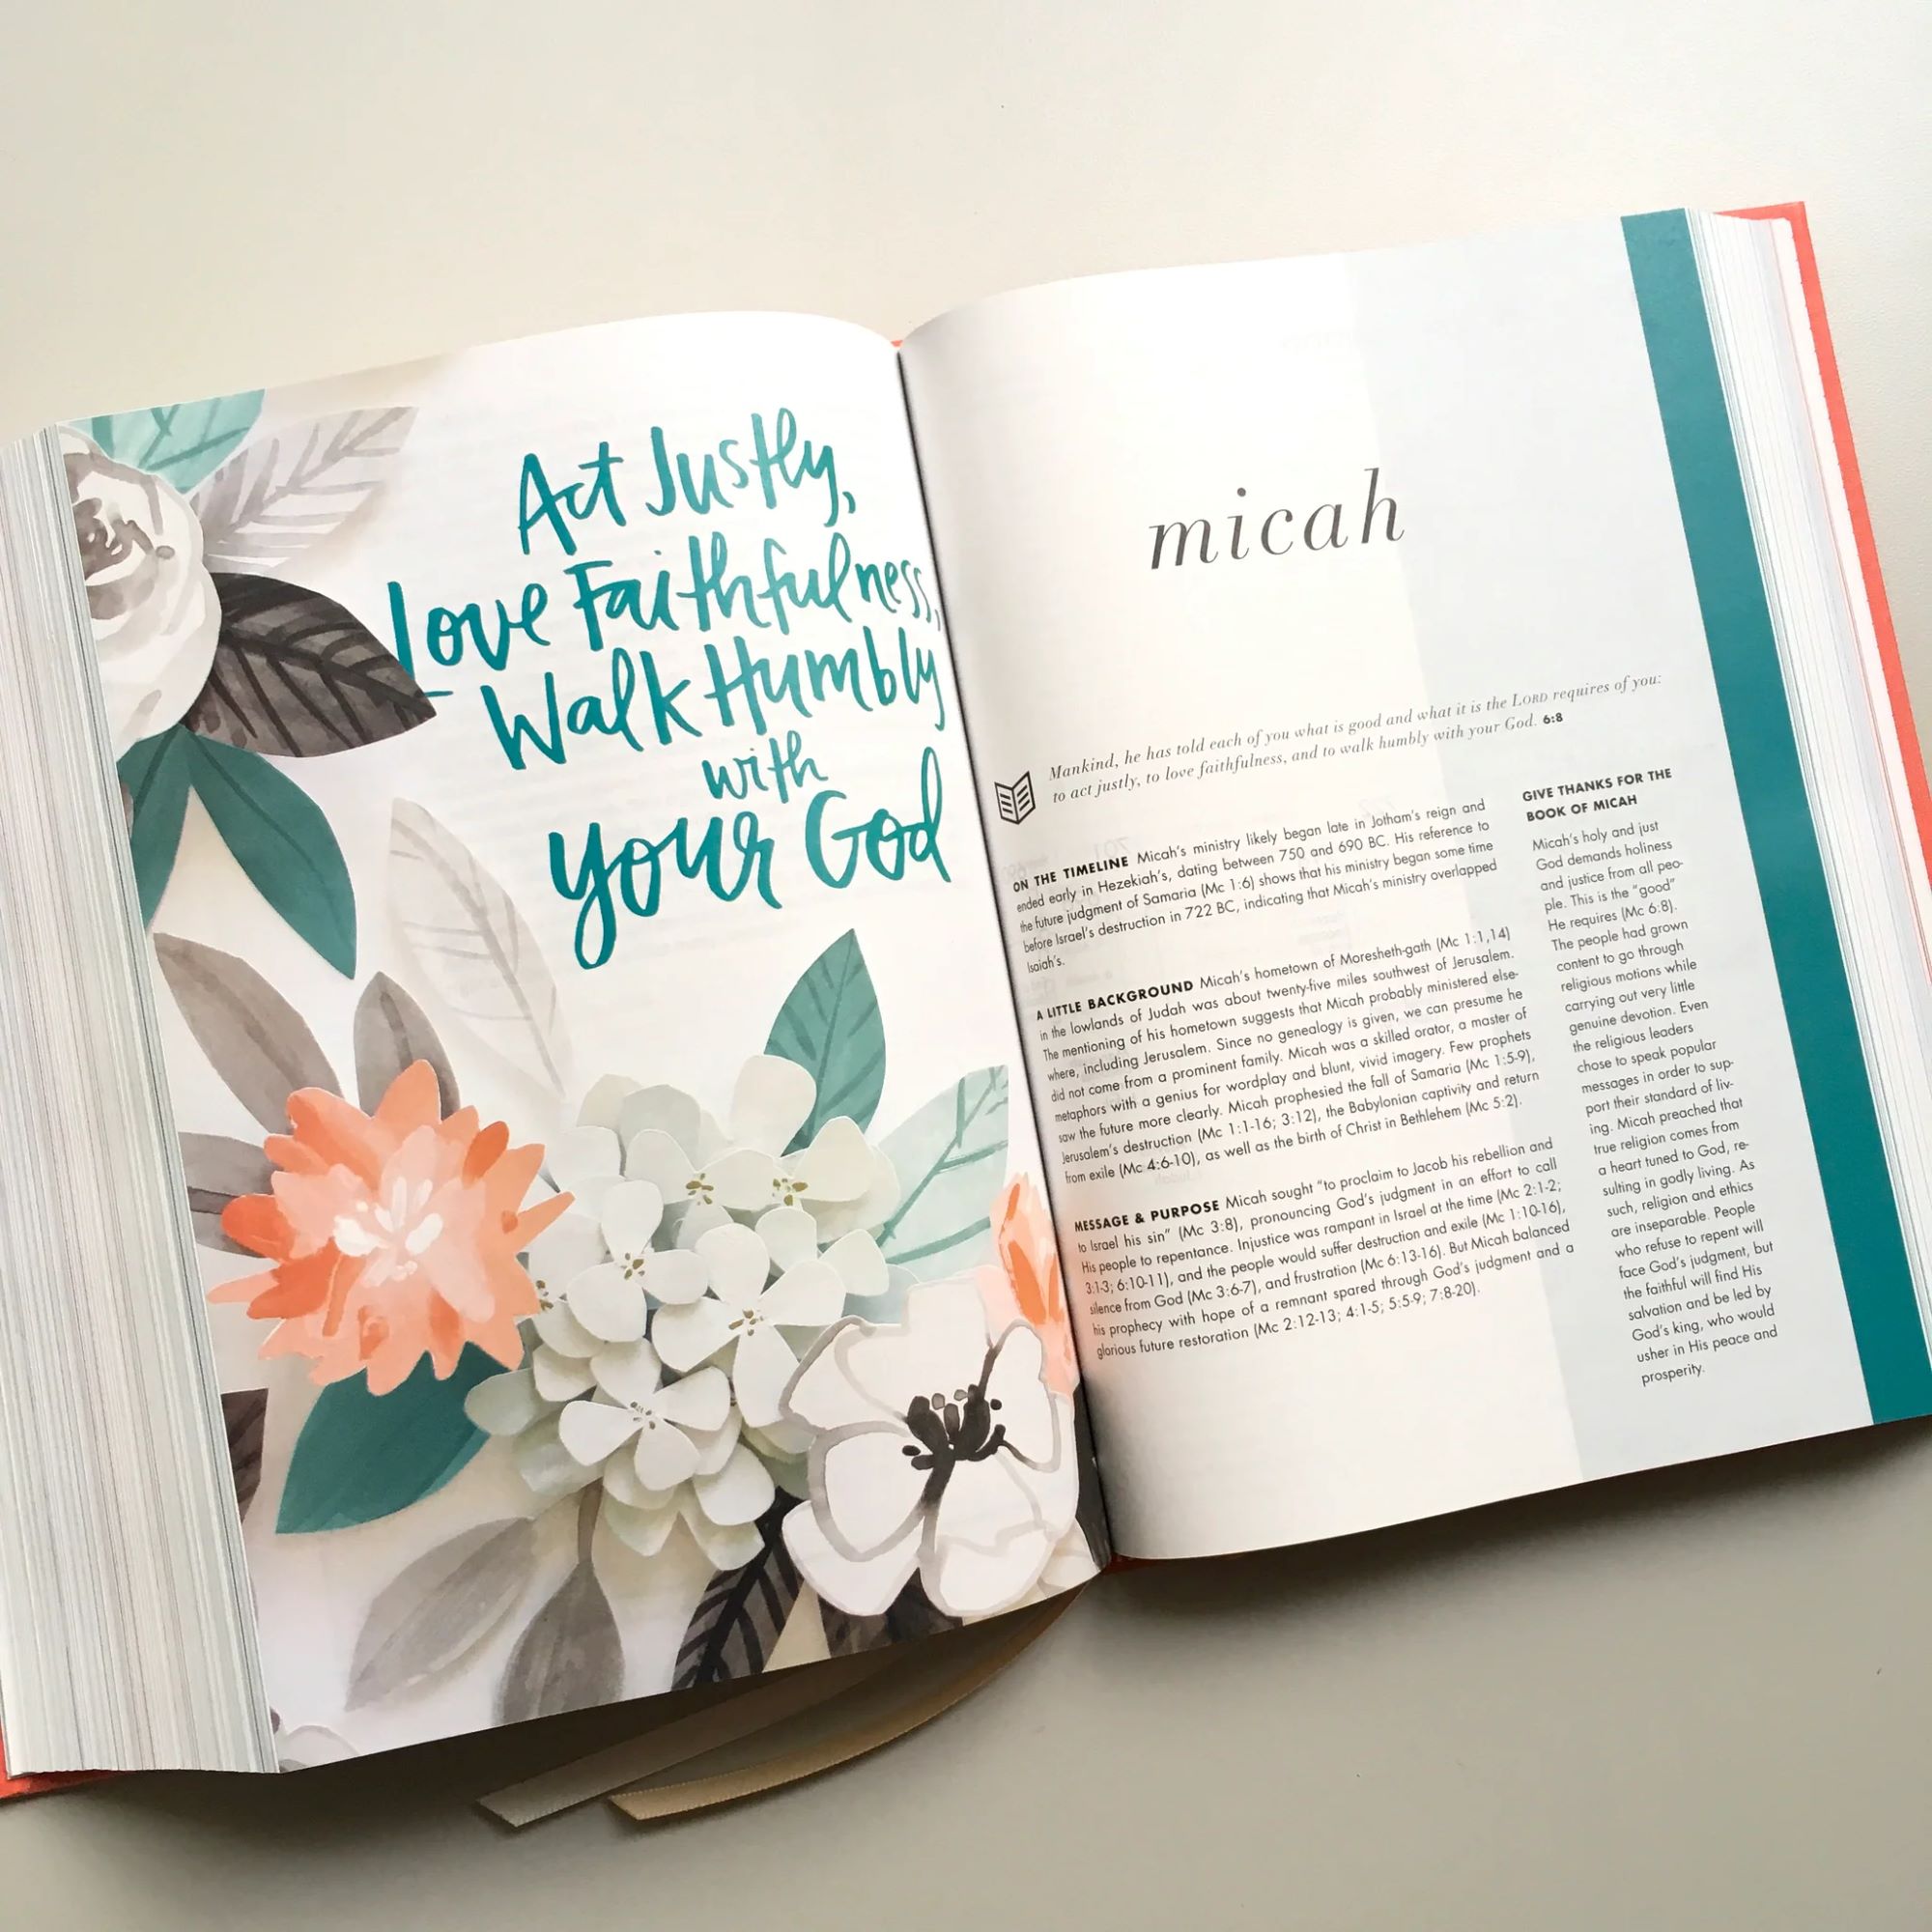 Act Justly,
Love Faithfulness,
Walk Humbly
with
your God
micah
Mankind, he has told each of you what is good and what it is the LORD requires of you:
to act justly, to love faithfulness, and to walk humbly with your God. 6:8
ON THE TIMELINE Micah's ministry likely began late in Jotham's reign and
ended early in Hezekiah's, dating between 750 and 690 BC. His reference to
the future judgment of Samaria (Mc 1:6) shows that his ministry began some time
before Israel's destruction in 722 BC, indicating that Micah's ministry overlapped
Isaiah's.
A LITTLE BACKGROUND Micah's hometown of Moresheth-gath (Mc 1:1,14)
in the lowlands of Judah was about twenty-five miles southwest of Jerusalem.
The mentioning of his hometown suggests that Micah probably ministered else-
where, including Jerusalem. Since no genealogy is given, we can presume he
did not come from a prominent family. Micah was a skilled orator, a master of
metaphors with a genius for wordplay and blunt, vivid imagery. Few prophets
saw the future more clearly. Micah prophesied the fall of Samaria (Mc 1:5-9),
Jerusalem's destruction (Mc 1:1-16; 3:12), the Babylonian captivity and return
from exile (Mc 4:6-10), as well as the birth of Christ in Bethlehem (Mc 5:2).
MESSAGE & PURPOSE Micah sought "to proclaim to Jacob his rebellion and
to Israel his sin" (Mc 3:8), pronouncing God's judgment in an effort to call
His people to repentance. Injustice was rampant in Israel at the time (Mc 2:1-2;
3:1-3; 6:10-11), and the people would suffer destruction and exile (Mc 1:10-16),
silence from God (Mc 3:6-7), and frustration (Mc 6:13-16). But Micah balanced
his prophecy with hope of a remnant spared through God's judgment and a
glorious future restoration (Mc 2:12-13; 4:1-5; 5:5-9; 7:8-20).
GIVE THANKS FOR THE
BOOK OF MICAH
Micah's holy and just
God demands holiness
and justice from all peo-
ple. This is the "good"
He requires (Mc 6:8).
The people had grown
content to go through
religious motions while
carrying out very little
genuine devotion. Even
the religious leaders
chose to speak popular
messages in order to sup-
port their standard of liv-
ing. Micah preached that
true religion comes from
a heart tuned to God, re-
sulting in godly living. As
such, religion and ethics
are inseparable. People
who refuse to repent will
face God's judgment, but
the faithful will find His
salvation and be led by
God's king, who would
usher in His peace and
prosperity.